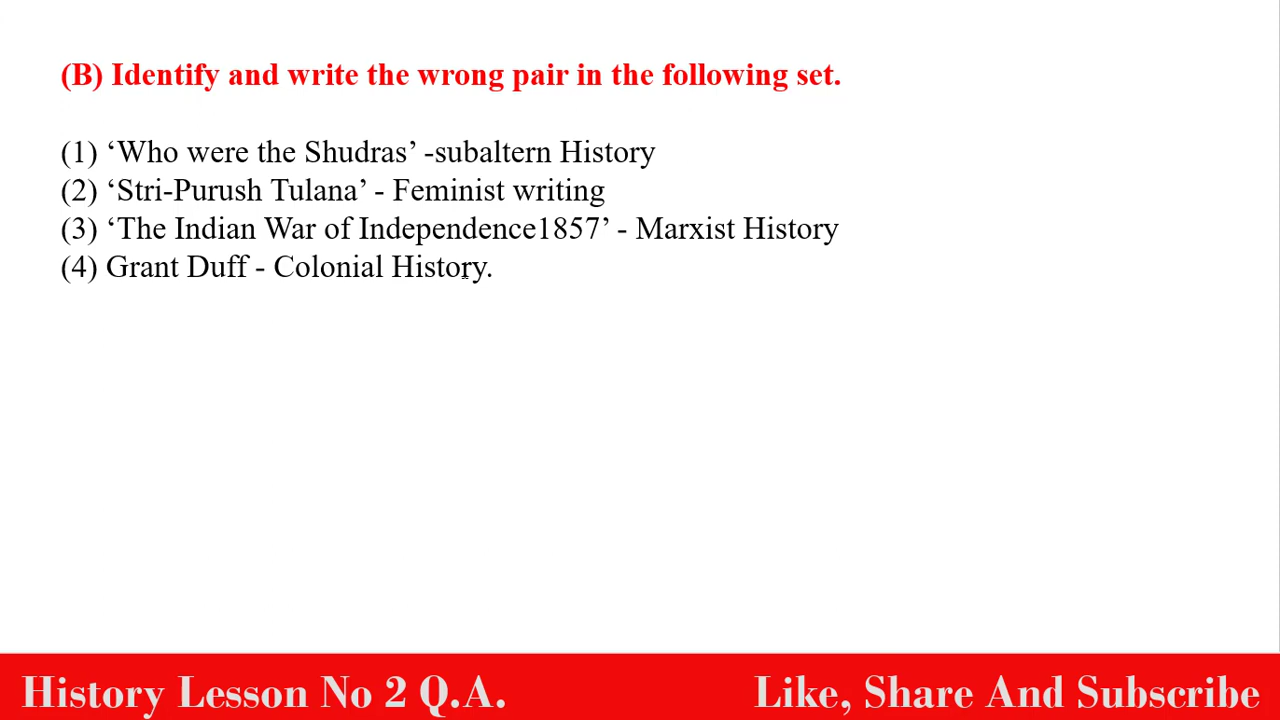 (B) Identify and write the wrong pair in the following set.
(1) ‘Who were the Shudras’ -subaltern History
(2) ‘Stri-Purush Tulana’ - Feminist writing
(3) ‘The Indian War of Independence1857’ - Marxist History
(4) Grant Duff - Colonial History.
History Lesson No 2 Q.A.
Like, Share And Subscribe